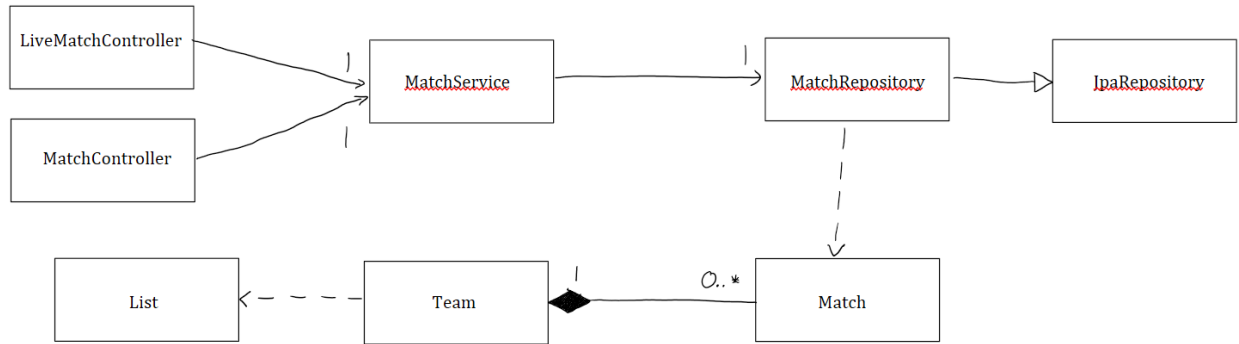 LiveMatchController
1
1
MatchService
MatchRepository
JpaRepository
MatchController
1
List
Team
1
0..*
Match